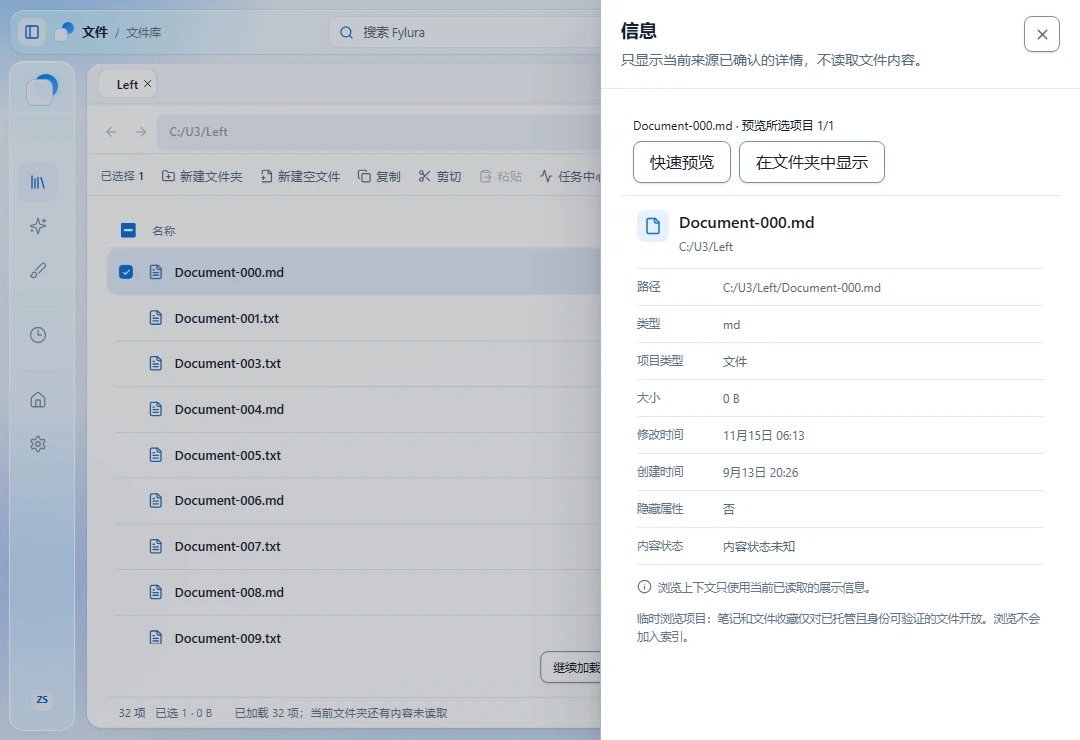 文件 / 文件库
搜索 Fylura
Left
C:/U3/Left
已选择 1 新建文件夹 新建空文件 复制 剪切 粘贴 任务中
名称
Document-000.md
Document-001.txt
Document-003.txt
Document-004.md
Document-005.txt
Document-006.md
Document-007.txt
Document-008.md
Document-009.txt
继续加载
ZS
32 项 已选 1 · 0 B · 已加载 32 项；当前文件夹还有内容未读取
信息
只显示当前来源已确认的详情，不读取文件内容。
Document-000.md · 预览所选项目 1/1
快速预览 在文件夹中显示
Document-000.md
C:/U3/Left
路径 C:/U3/Left/Document-000.md
类型 md
项目类型 文件
大小 0 B
修改时间 11月15日 06:13
创建时间 9月13日 20:26
隐藏属性 否
内容状态 内容状态未知
浏览上下文只使用当前已读取的展示信息。
临时浏览项目：笔记和文件收藏仅对已托管且身份可验证的文件开放。浏览不会
加入索引。